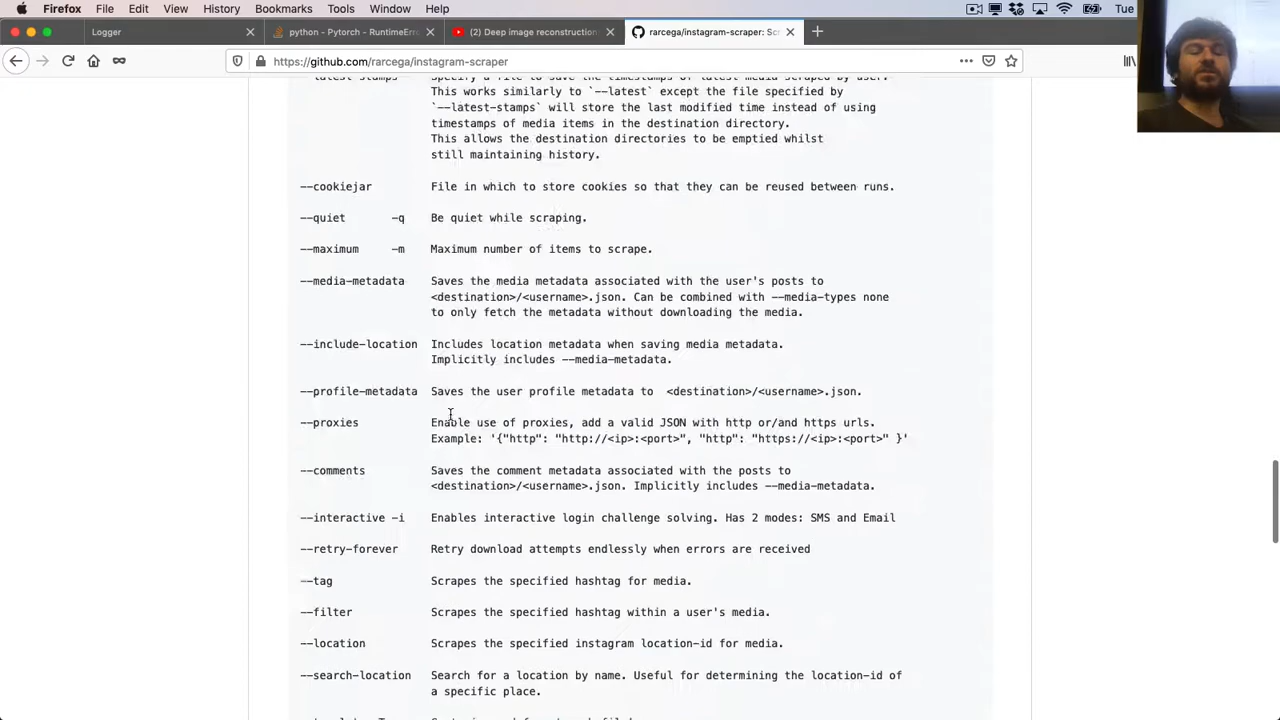 Firefox File Edit View History Bookmarks Tools Window Help Tue
Logger
python - Pytorch - RuntimeErr
(2) Deep image reconstruction
rarcega/instagram-scraper: Sc
https://github.com/rarcega/instagram-scraper
Specify a file to save the timestamps of latest media scraped by user.
This works similarly to `--latest` except the file specified by
`--latest-stamps` will store the last modified time instead of using
timestamps of media items in the destination directory.
This allows the destination directories to be emptied whilst
still maintaining history.
--cookiejar File in which to store cookies so that they can be reused between runs.
--quiet -q Be quiet while scraping.
--maximum -m Maximum number of items to scrape.
--media-metadata Saves the media metadata associated with the user's posts to
<destination>/<username>.json. Can be combined with --media-types none
to only fetch the metadata without downloading the media.
--include-location Includes location metadata when saving media metadata.
Implicitly includes --media-metadata.
--profile-metadata Saves the user profile metadata to <destination>/<username>.json.
--proxies Enable use of proxies, add a valid JSON with http or/and https urls.
Example: '{"http": "http://<ip>:<port>", "http": "https://<ip>:<port>" }'
--comments Saves the comment metadata associated with the posts to
<destination>/<username>.json. Implicitly includes --media-metadata.
--interactive -i Enables interactive login challenge solving. Has 2 modes: SMS and Email
--retry-forever Retry download attempts endlessly when errors are received
--tag Scrapes the specified hashtag for media.
--filter Scrapes the specified hashtag within a user's media.
--location Scrapes the specified instagram location-id for media.
--search-location Search for a location by name. Useful for determining the location-id of
a specific place.